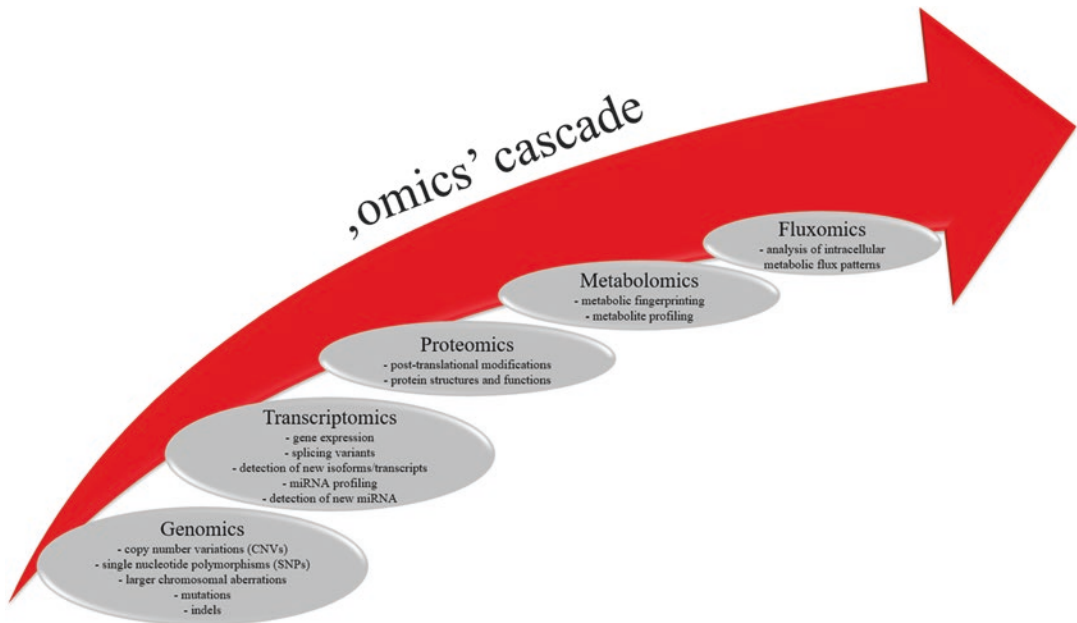 ‚omics’ cascade
Fluxomics
- analysis of intracellular
metabolic flux patterns
Metabolomics
- metabolic fingerprinting
- metabolite profiling
Proteomics
- post-translational modifications
- protein structures and functions
Transcriptomics
- gene expression
- splicing variants
- detection of new isoforms/transcripts
- miRNA profiling
- detection of new miRNA
Genomics
- copy number variations (CNVs)
- single nucleotide polymorphisms (SNPs)
- larger chromosomal aberrations
- mutations
- indels